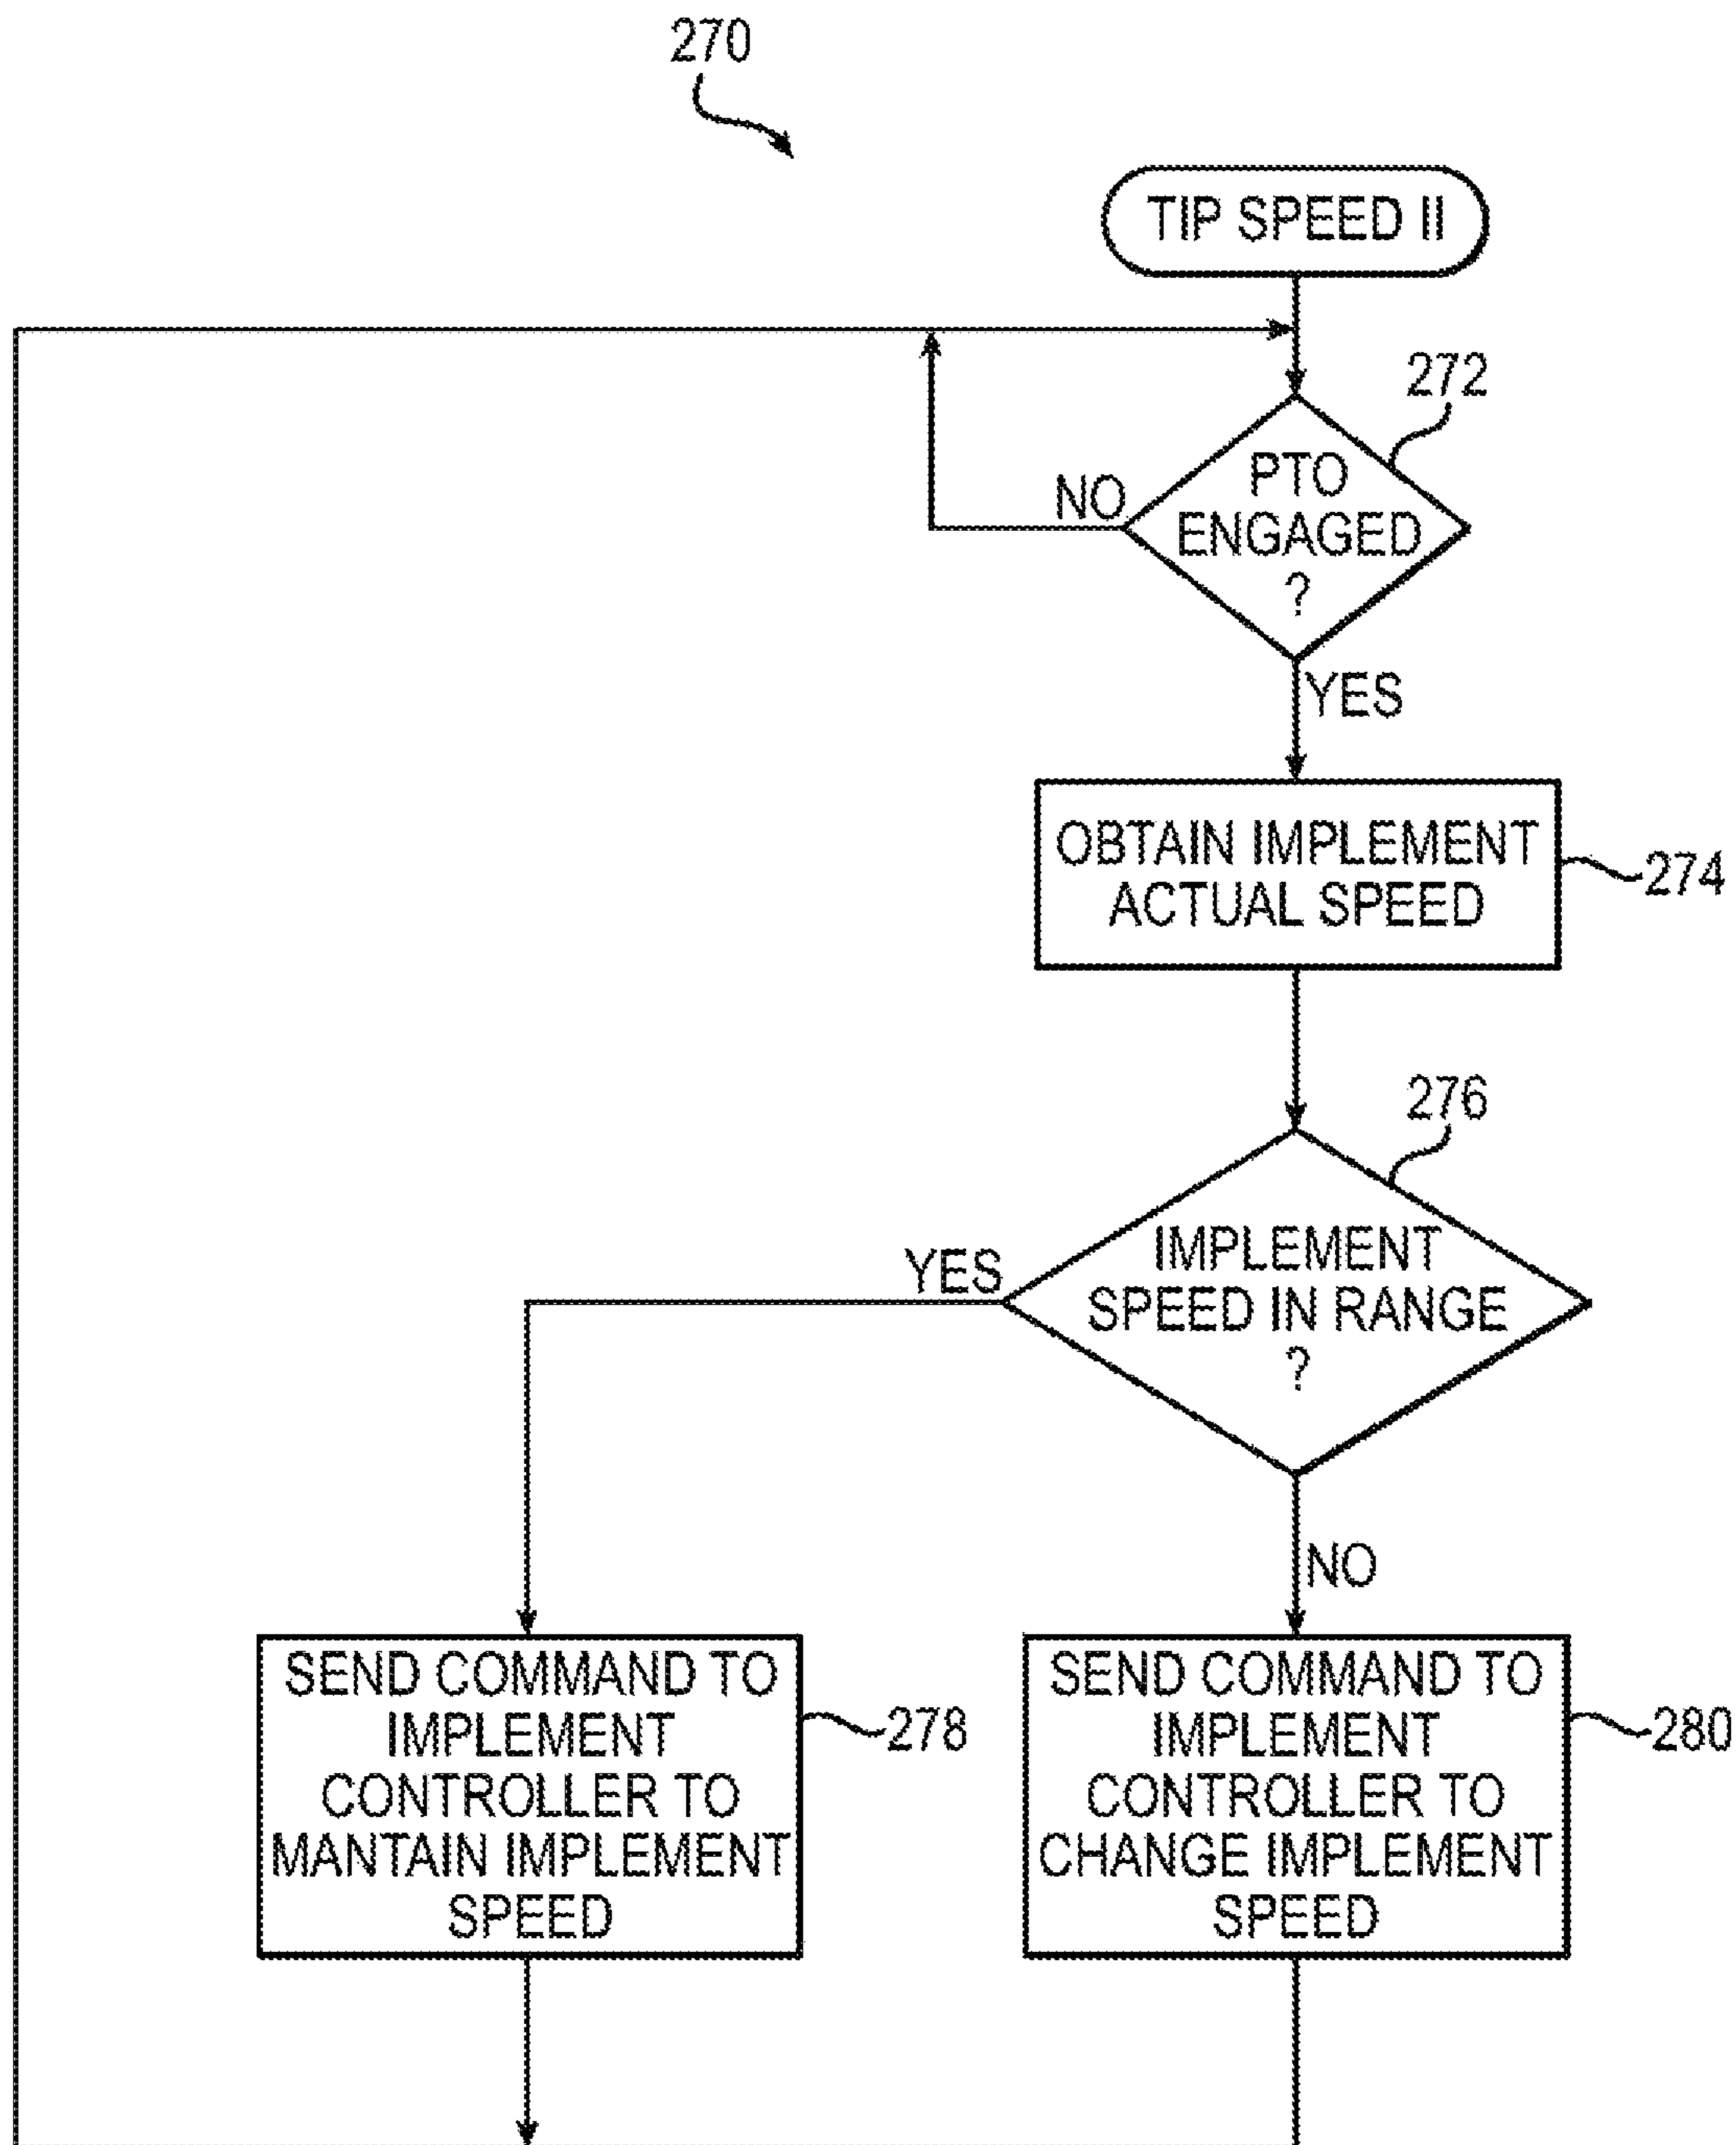 270
TIP SPEED II
272
PTO
ENGAGED
?
NO
YES
OBTAIN IMPLEMENT
ACTUAL SPEED
274
276
IMPLEMENT
SPEED IN RANGE
?
YES
NO
SEND COMMAND TO
IMPLEMENT
CONTROLLER TO
MANTAIN IMPLEMENT
SPEED
278
SEND COMMAND TO
IMPLEMENT
CONTROLLER TO
CHANGE IMPLEMENT
SPEED
280